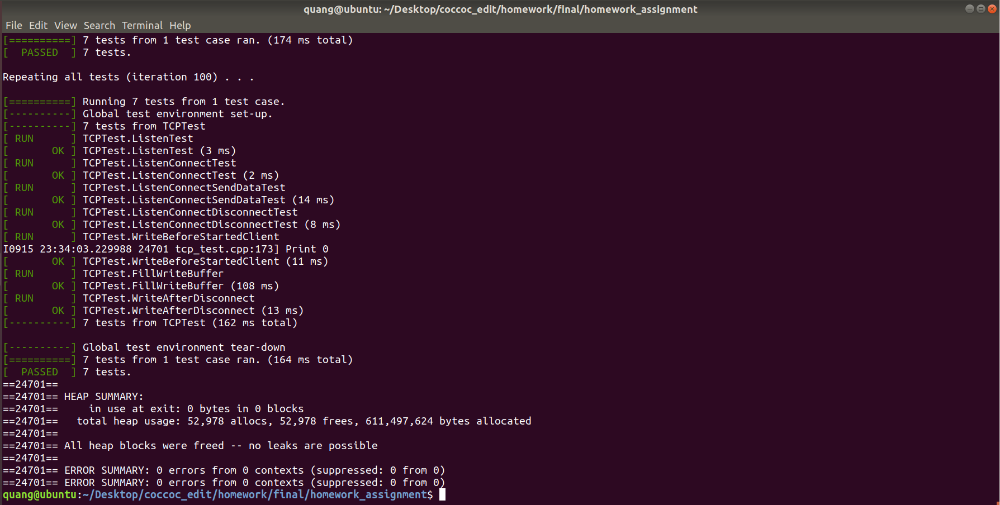 quang@ubuntu: ~/Desktop/coccoc_edit/homework/final/homework_assignment
File Edit View Search Terminal Help
[==========] 7 tests from 1 test case ran. (174 ms total)
[  PASSED  ] 7 tests.
Repeating all tests (iteration 100) . . .
[==========] Running 7 tests from 1 test case.
[----------] Global test environment set-up.
[----------] 7 tests from TCPTest
[ RUN      ] TCPTest.ListenTest
[       OK ] TCPTest.ListenTest (3 ms)
[ RUN      ] TCPTest.ListenConnectTest
[       OK ] TCPTest.ListenConnectTest (2 ms)
[ RUN      ] TCPTest.ListenConnectSendDataTest
[       OK ] TCPTest.ListenConnectSendDataTest (14 ms)
[ RUN      ] TCPTest.ListenConnectDisconnectTest
[       OK ] TCPTest.ListenConnectDisconnectTest (8 ms)
[ RUN      ] TCPTest.WriteBeforeStartedClient
I0915 23:34:03.229988 24701 tcp_test.cpp:173] Print 0
[       OK ] TCPTest.WriteBeforeStartedClient (11 ms)
[ RUN      ] TCPTest.FillWriteBuffer
[       OK ] TCPTest.FillWriteBuffer (108 ms)
[ RUN      ] TCPTest.WriteAfterDisconnect
[       OK ] TCPTest.WriteAfterDisconnect (13 ms)
[----------] 7 tests from TCPTest (162 ms total)
[----------] Global test environment tear-down
[==========] 7 tests from 1 test case ran. (164 ms total)
[  PASSED  ] 7 tests.
==24701==
==24701== HEAP SUMMARY:
==24701==     in use at exit: 0 bytes in 0 blocks
==24701==   total heap usage: 52,978 allocs, 52,978 frees, 611,497,624 bytes allocated
==24701==
==24701== All heap blocks were freed -- no leaks are possible
==24701==
==24701== ERROR SUMMARY: 0 errors from 0 contexts (suppressed: 0 from 0)
==24701== ERROR SUMMARY: 0 errors from 0 contexts (suppressed: 0 from 0)
quang@ubuntu:~/Desktop/coccoc_edit/homework/final/homework_assignment$